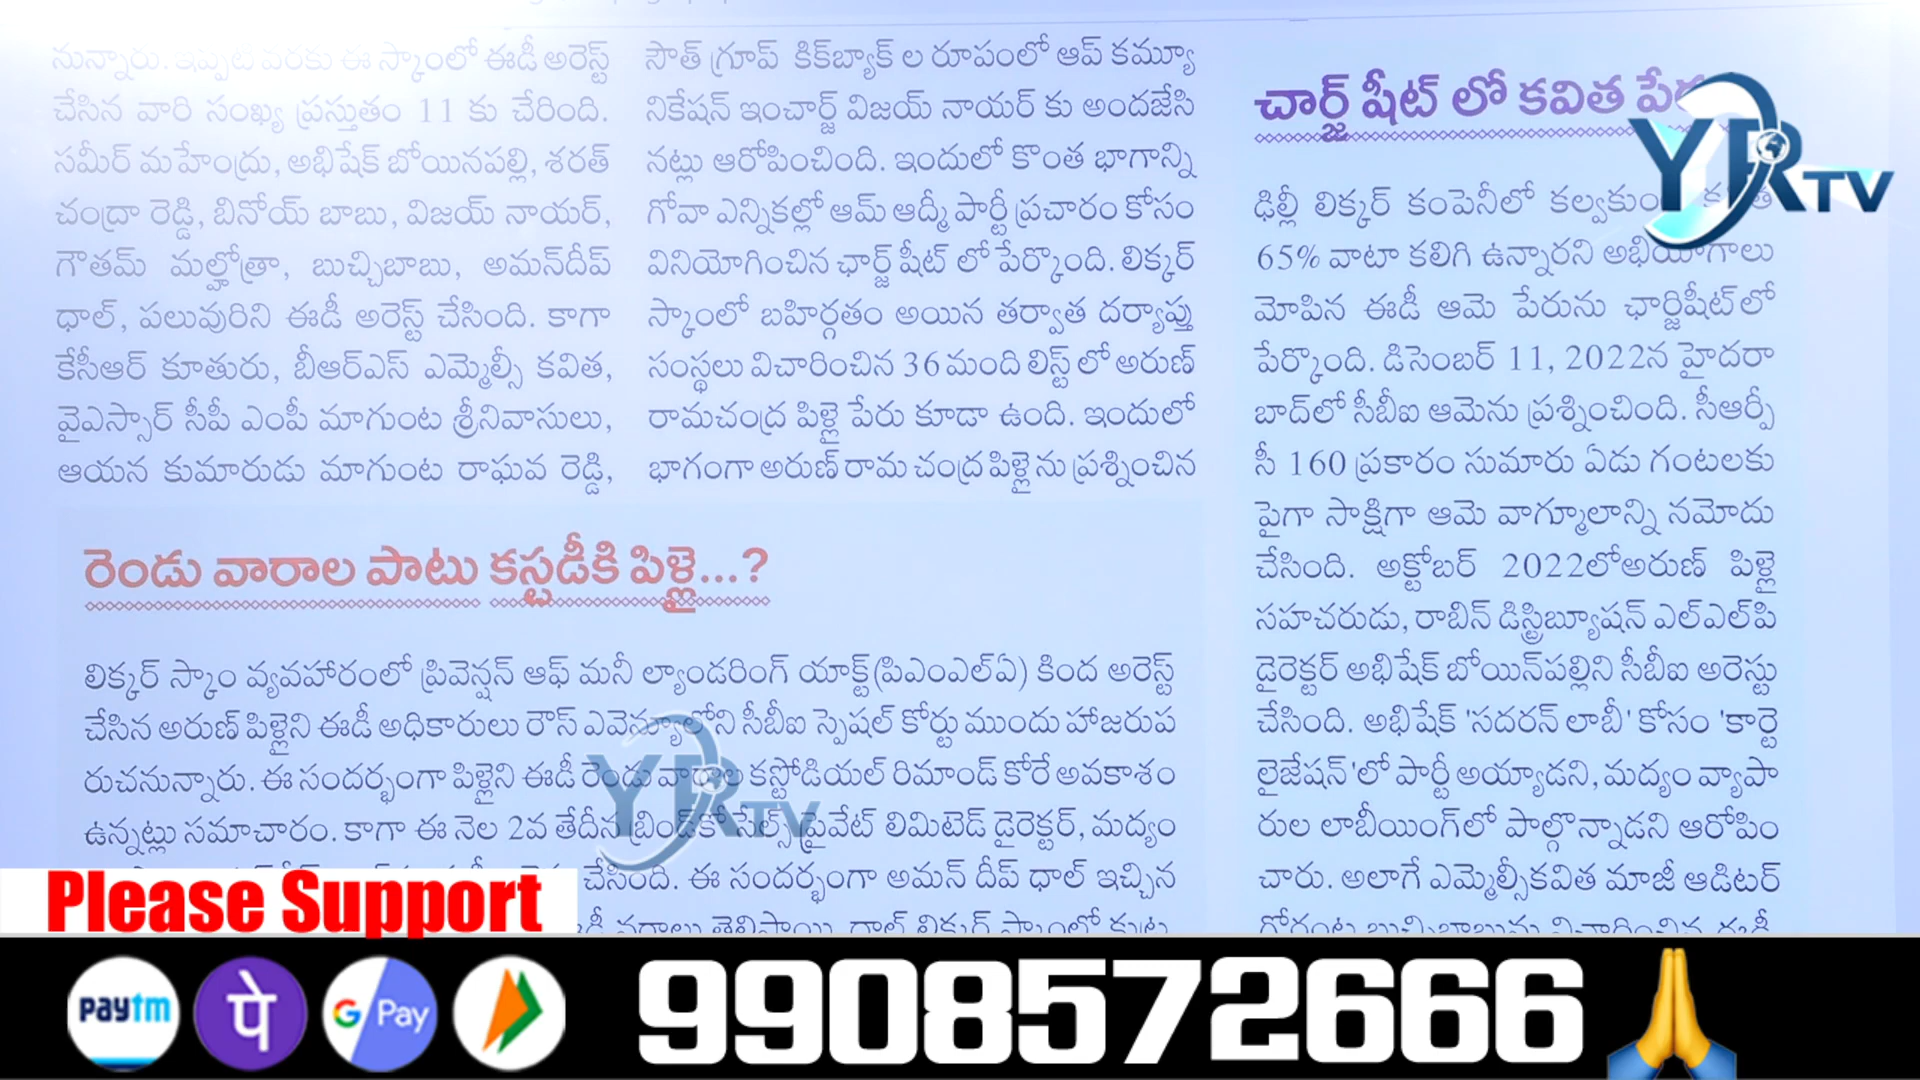 నున్నారు. ఇప్పటి వరకు ఈ స్కాంలో ఈడీ అరెస్ట్
చేసిన వారి సంఖ్య ప్రస్తుతం 11 కు చేరింది.
సమీర్ మహేంద్రు, అభిషేక్ బోయినపల్లి, శరత్
చంద్రా రెడ్డి, బినోయ్ బాబు, విజయ్ నాయర్,
గౌతమ్ మల్హోత్రా, బుచ్చిబాబు, అమన్‌దీప్
ధాల్, పలువురిని ఈడీ అరెస్ట్ చేసింది. కాగా
కేసీఆర్ కూతురు, బీఆర్ఎస్ ఎమ్మెల్సీ కవిత,
వైఎస్సార్ సీపీ ఎంపీ మాగుంట శ్రీనివాసులు,
ఆయన కుమారుడు మాగుంట రాఘవ రెడ్డి,
సౌత్ గ్రూప్ కిక్‌బ్యాక్ ల రూపంలో ఆప్ కమ్యూ
నికేషన్ ఇంచార్జ్ విజయ్ నాయర్ కు అందజేసి
నట్లు ఆరోపించింది. ఇందులో కొంత భాగాన్ని
గోవా ఎన్నికల్లో ఆమ్ ఆద్మీ పార్టీ ప్రచారం కోసం
వినియోగించిన ఛార్జ్ షీట్ లో పేర్కొంది. లిక్కర్
స్కాంలో బహిర్గతం అయిన తర్వాత దర్యాప్తు
సంస్థలు విచారించిన 36 మంది లిస్ట్ లో అరుణ్
రామచంద్ర పిళ్లై పేరు కూడా ఉంది. ఇందులో
భాగంగా అరుణ్ రామ చంద్ర పిళ్లైను ప్రశ్నించిన
రెండు వారాల పాటు కస్టడీకి పిళ్లై...?
లిక్కర్ స్కాం వ్యవహారంలో ప్రివెన్షన్ ఆఫ్ మనీ ల్యాండరింగ్ యాక్ట్(పిఎంఎల్ఏ) కింద అరెస్ట్
చేసిన అరుణ్ పిళ్లైని ఈడీ అధికారులు రౌస్ ఎవెన్యూలోని సీబీఐ స్పెషల్ కోర్టు ముందు హాజరుప
రుచనున్నారు. ఈ సందర్భంగా పిళ్లైని ఈడీ రెండు వారాల కస్టోడియల్ రిమాండ్ కోరే అవకాశం
ఉన్నట్లు సమాచారం. కాగా ఈ నెల 2వ తేదీన బ్రిండ్‌కో సేల్స్ ప్రైవేట్ లిమిటెడ్ డైరెక్టర్, మద్యం
చేసింది. ఈ సందర్భంగా అమన్ దీప్ ధాల్ ఇచ్చిన
చార్జ్ షీట్ లో కవిత
ఢిల్లీ లిక్కర్ కంపెనీలో
65% వాటా కలిగి ఉన్నారని అభియోగాలు
మోపిన ఈడీ ఆమె పేరును ఛార్జిషీట్‌లో
పేర్కొంది. డిసెంబర్ 11, 2022న హైదరా
బాద్‌లో సీబీఐ ఆమెను ప్రశ్నించింది. సీఆర్పీ
సీ 160 ప్రకారం సుమారు ఏడు గంటలకు
పైగా సాక్షిగా ఆమె వాగ్మూలాన్ని నమోదు
చేసింది. అక్టోబర్ 2022లోఅరుణ్ పిళ్లై
సహచరుడు, రాబిన్ డిస్ట్రిబ్యూషన్ ఎల్ఎల్‌పి
డైరెక్టర్ అభిషేక్ బోయిన్‌పల్లిని సీబీఐ అరెస్టు
చేసింది. అభిషేక్ 'సదరన్ లాబీ' కోసం 'కార్టె
లైజేషన్'లో పార్టీ అయ్యాడని, మద్యం వ్యాపా
రుల లాబీయింగ్‌లో పాల్గొన్నాడని ఆరోపిం
చారు. అలాగే ఎమ్మెల్సీకవిత మాజీ ఆడిటర్
YR TV
YR TV
Please Support
paytm
पे
G Pay
9908572666